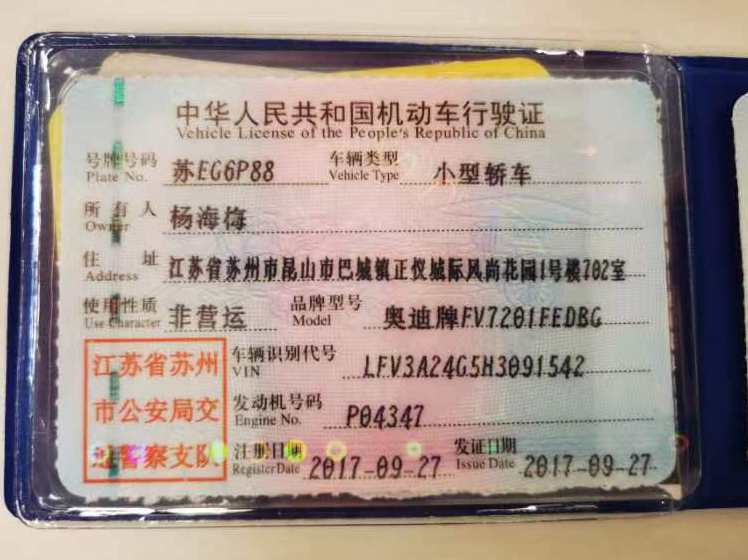 中华人民共和国机动车行驶证
Vehicle License of the People's Republic of China
号牌号码 苏EG6P88 车辆类型 小型轿车
Plate No. Vehicle Type
所有人 杨海梅
Owner
住址 江苏省苏州市昆山市巴城镇正仪城际风尚花园1号楼702室
Address
使用性质 非营运 品牌型号 奥迪牌FV7201FEDBG
Use Character Model
江苏省苏州 车辆识别代号 LFV3A24G5H3091542
VIN
市公安局交 发动机号码 P04347
Engine No.
通警察支队 注册日期 2017-09-27 发证日期 2017-09-27
Register Date Issue Date